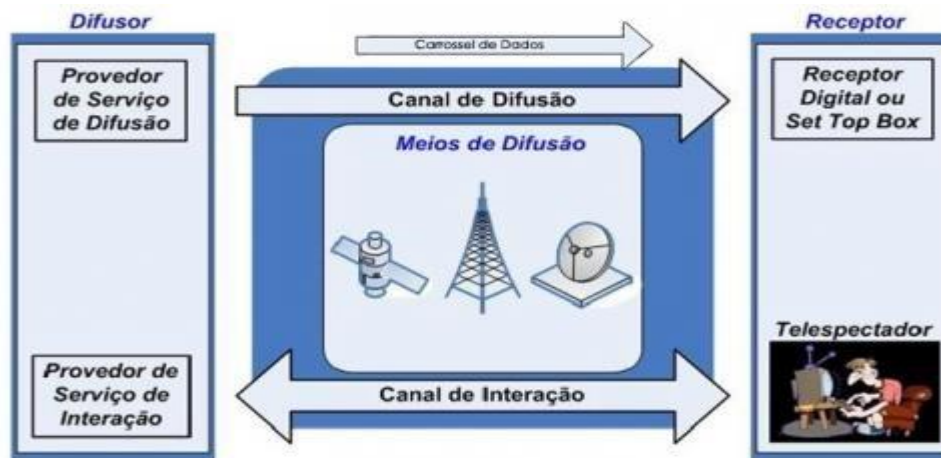 Difusor
Provedor
de Serviço
de Difusão
Provedor de
Serviço de
Interação
Carrossel de Dados
Canal de Difusão
Meios de Difusão
Canal de Interação
Receptor
Receptor
Digital ou
Set Top Box
Telespectador